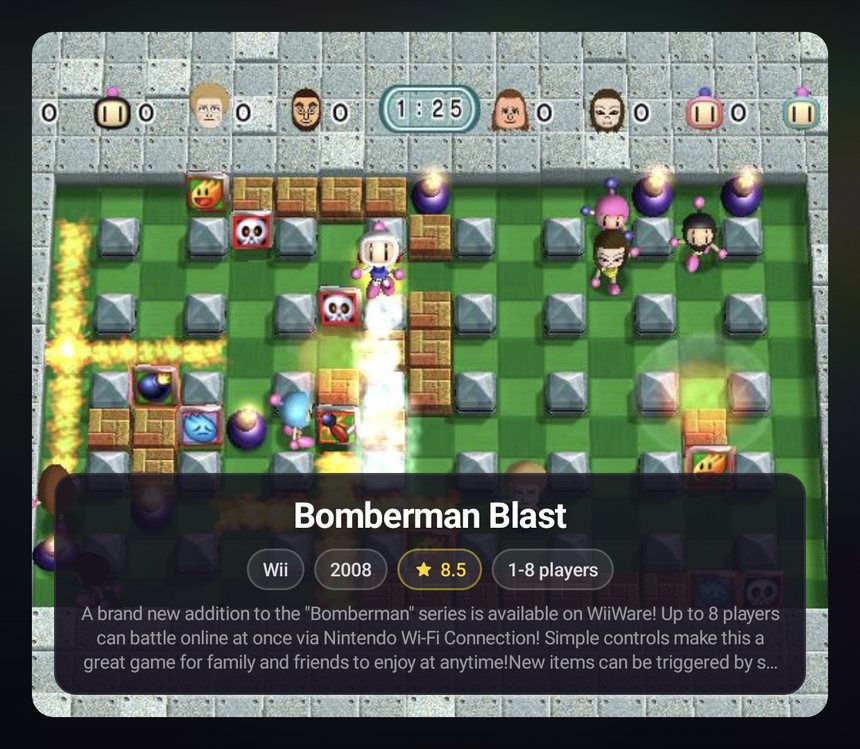 0 0 0 0 1:25 0 0 0
Bomberman Blast
Wii 2008 8.5 1-8 players
A brand new addition to the "Bomberman" series is available on WiiWare! Up to 8 players
can battle online at once via Nintendo Wi-Fi Connection! Simple controls make this a
great game for family and friends to enjoy at anytime!New items can be triggered by s...